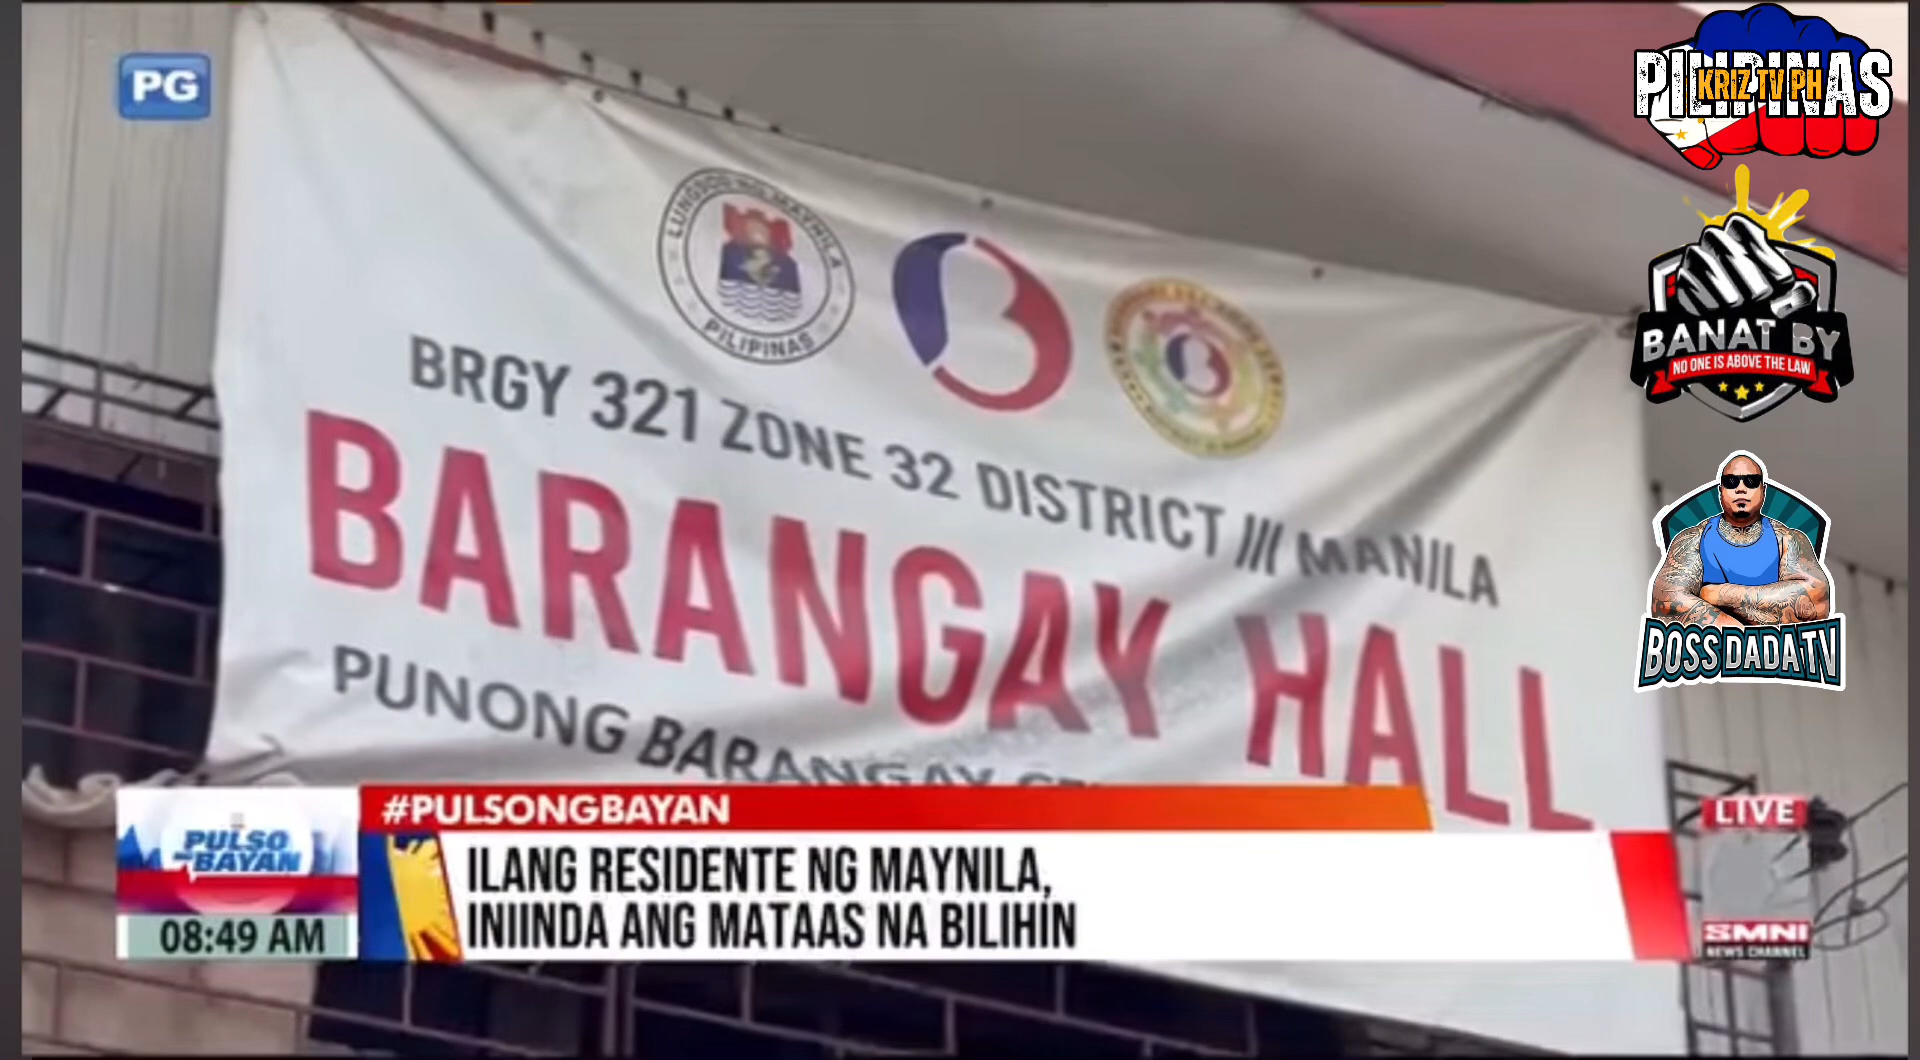 PG
PILIPINAS
KRIZ TV PH
LUNGSOD NG MAYNILA
PILIPINAS
BANAT BY
NO ONE IS ABOVE THE LAW
BRGY 321 ZONE 32 DISTRICT III MANILA
BARANGAY HALL
PUNONG BARANGAY
BOSS DADA TV
#PULSONGBAYAN
LIVE
PULSO NG BAYAN
ILANG RESIDENTE NG MAYNILA,
INIINDA ANG MATAAS NA BILIHIN
08:49 AM
SMNI
NEWS CHANNEL